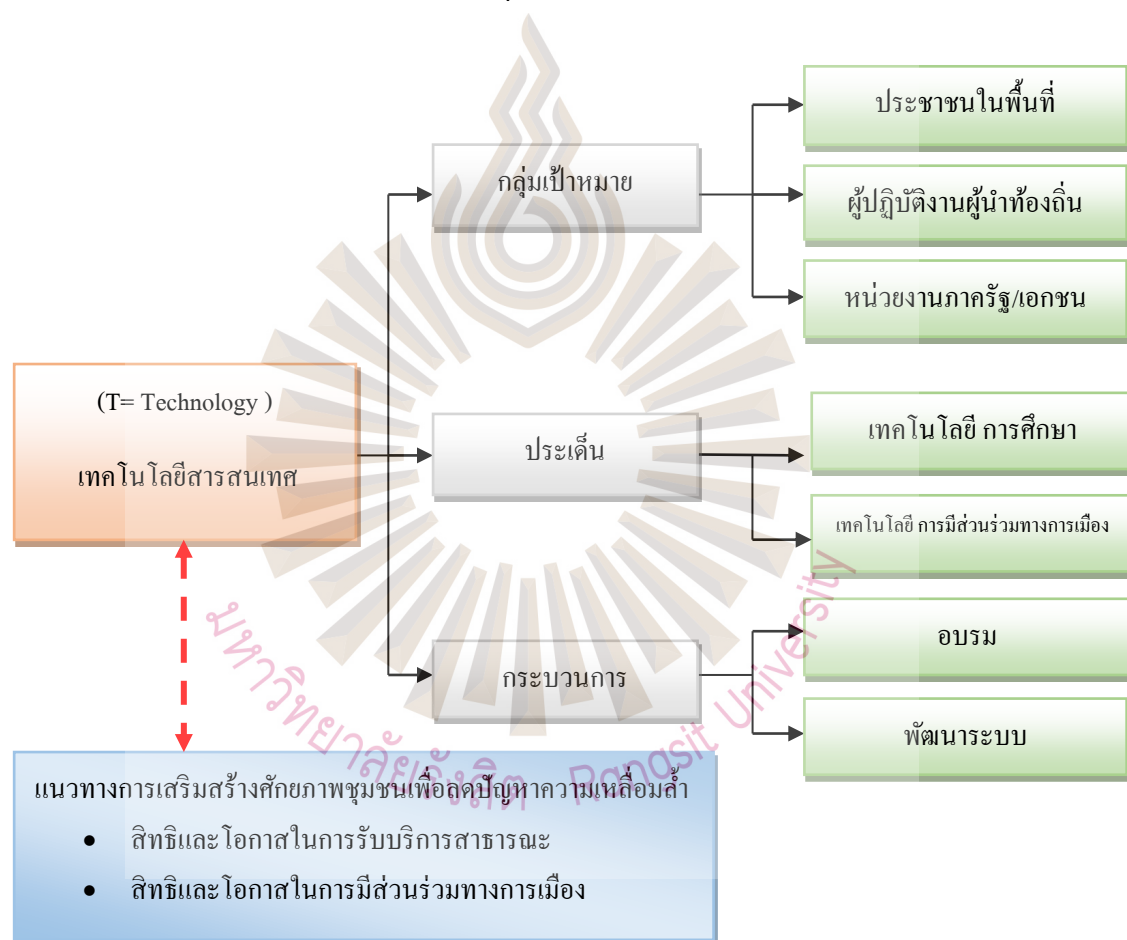 กลุ่มเป้าหมาย
ประชาชนในพื้นที่
ผู้ปฏิบัติงานผู้นำท้องถิ่น
หน่วยงานภาครัฐ/เอกชน
(T= Technology )
เทคโนโลยีสารสนเทศ
ประเด็น
เทคโนโลยี การศึกษา
เทคโนโลยี การมีส่วนร่วมทางการเมือง
กระบวนการ
อบรม
พัฒนาระบบ
แนวทางการเสริมสร้างศักยภาพชุมชนเพื่อลดปัญหาความเหลื่อมล้ำ
• สิทธิและโอกาสในการรับบริการสาธารณะ
• สิทธิและโอกาสในการมีส่วนร่วมทางการเมือง
มหาวิทยาลัยรังสิต Rangsit University